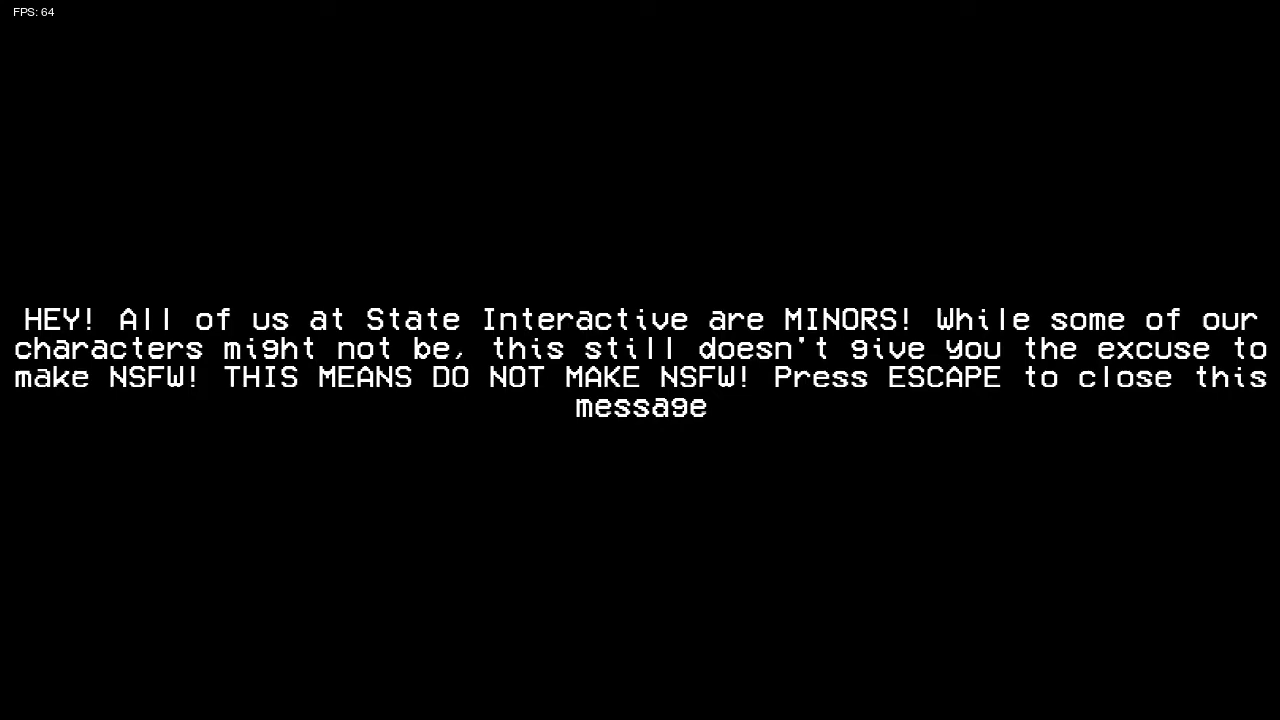 FPS: 64
HEY! All of us at State Interactive are MINORS! While some of our
characters might not be, this still doesn't give you the excuse to
make NSFW! THIS MEANS DO NOT MAKE NSFW! Press ESCAPE to close this
message